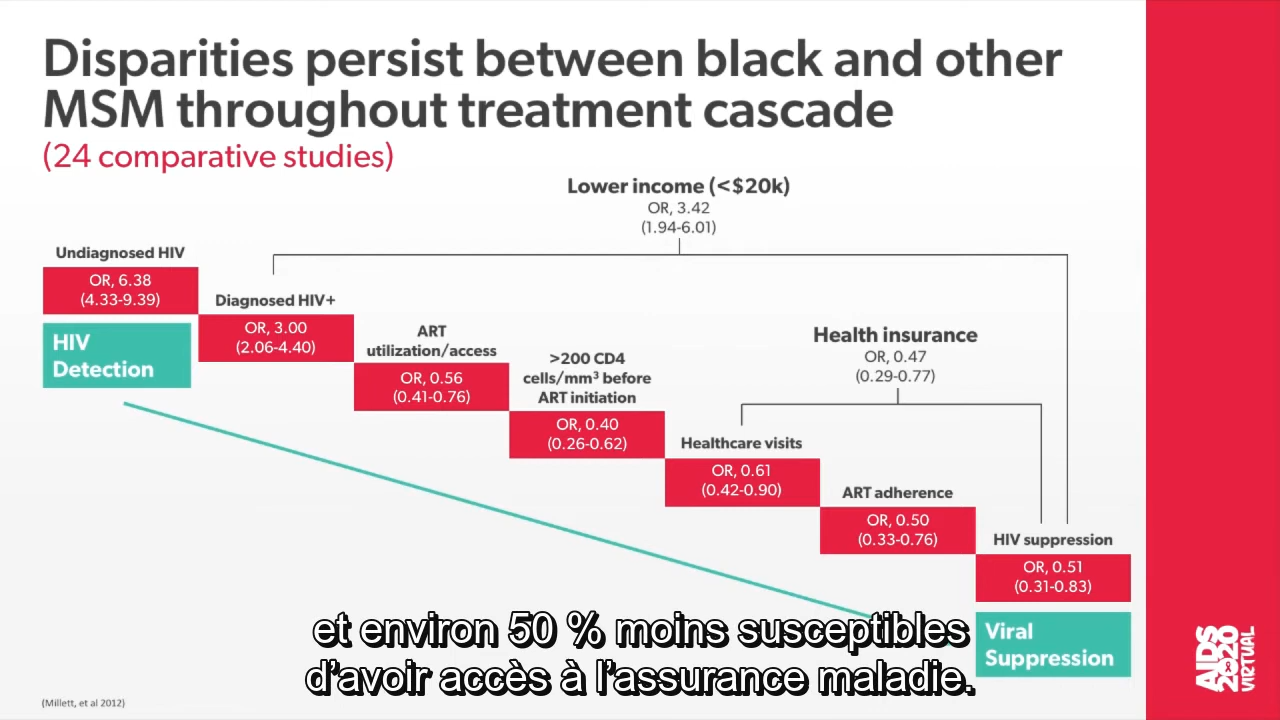 Disparities persist between black and other
MSM throughout treatment cascade
(24 comparative studies)
Lower income (<$20k)
OR, 3.42
(1.94-6.01)
Undiagnosed HIV
OR, 6.38
(4.33-9.39)
HIV
Detection
Diagnosed HIV+
OR, 3.00
(2.06-4.40)
ART
utilization/access
OR, 0.56
(0.41-0.76)
>200 CD4
cells/mm³ before
ART initiation
OR, 0.40
(0.26-0.62)
Health insurance
OR, 0.47
(0.29-0.77)
Healthcare visits
OR, 0.61
(0.42-0.90)
ART adherence
OR, 0.50
(0.33-0.76)
HIV suppression
OR, 0.51
(0.31-0.83)
Viral
Suppression
et environ 50 % moins susceptibles
d’avoir accès à l’assurance maladie.
(Millett, et al 2012)
AIDS
2020
VIRTUAL